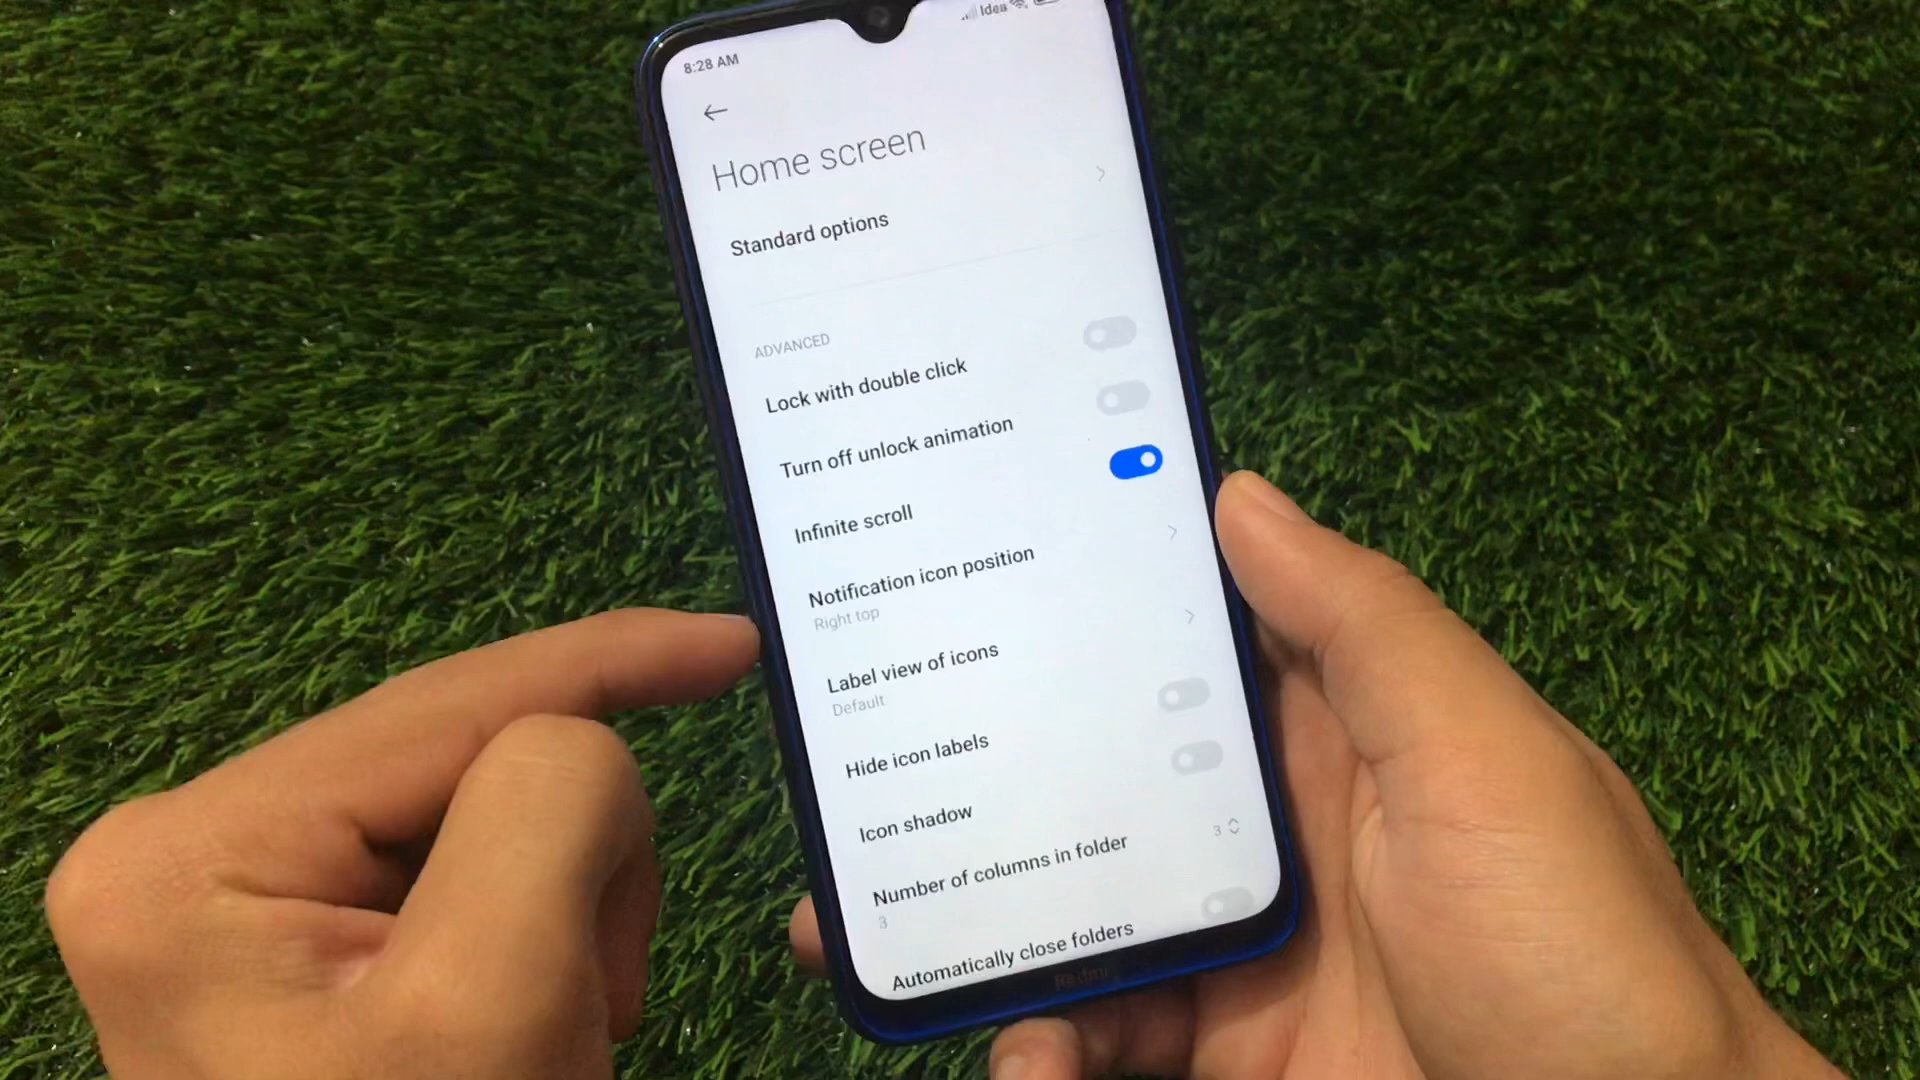 8:28 AM
Idea
Home screen
Standard options
ADVANCED
Lock with double click
Turn off unlock animation
Infinite scroll
Notification icon position
Right top
Label view of icons
Default
Hide icon labels
Icon shadow
Number of columns in folder
3
3
Automatically close folders
Redmi